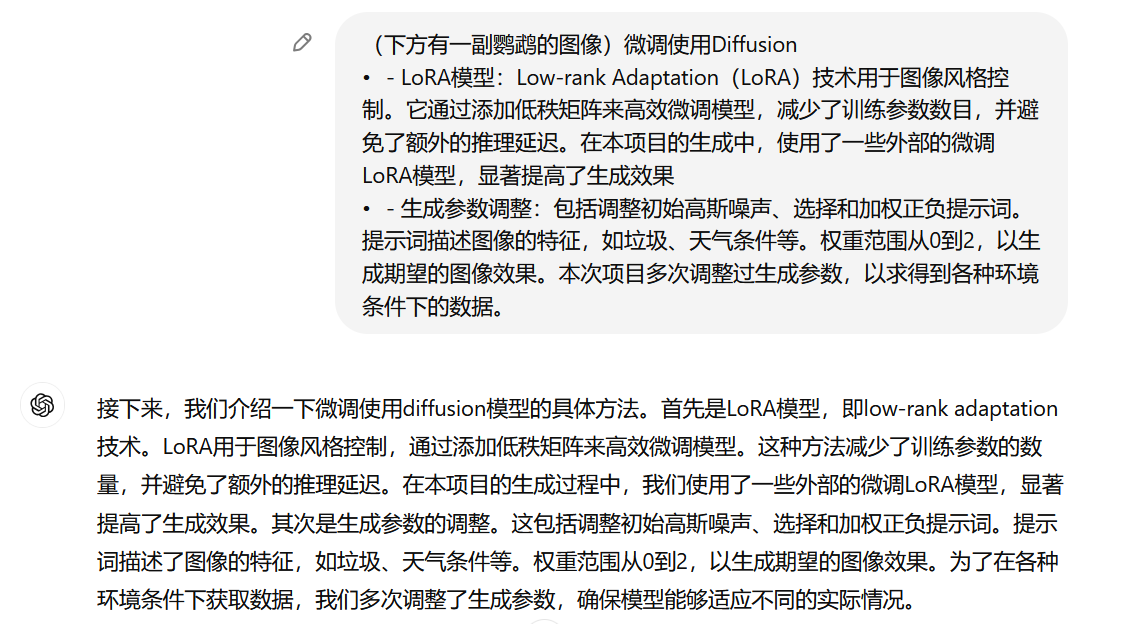 （下方有一副鹦鹉的图像）微调使用Diffusion
• - LoRA模型：Low-rank Adaptation（LoRA）技术用于图像风格控
制。它通过添加低秩矩阵来高效微调模型，减少了训练参数数目，并避
免了额外的推理延迟。在本项目的生成中，使用了一些外部的微调
LoRA模型，显著提高了生成效果
• - 生成参数调整：包括调整初始高斯噪声、选择和加权正负提示词。
提示词描述图像的特征，如垃圾、天气条件等。权重范围从0到2，以生
成期望的图像效果。本次项目多次调整过生成参数，以求得到各种环境
条件下的数据。
接下来，我们介绍一下微调使用diffusion模型的具体方法。首先是LoRA模型，即low-rank adaptation
技术。LoRA用于图像风格控制，通过添加低秩矩阵来高效微调模型。这种方法减少了训练参数的数
量，并避免了额外的推理延迟。在本项目的生成过程中，我们使用了一些外部的微调LoRA模型，显著
提高了生成效果。其次是生成参数的调整。这包括调整初始高斯噪声、选择和加权正负提示词。提示
词描述了图像的特征，如垃圾、天气条件等。权重范围从0到2，以生成期望的图像效果。为了在各种
环境条件下获取数据，我们多次调整了生成参数，确保模型能够适应不同的实际情况。